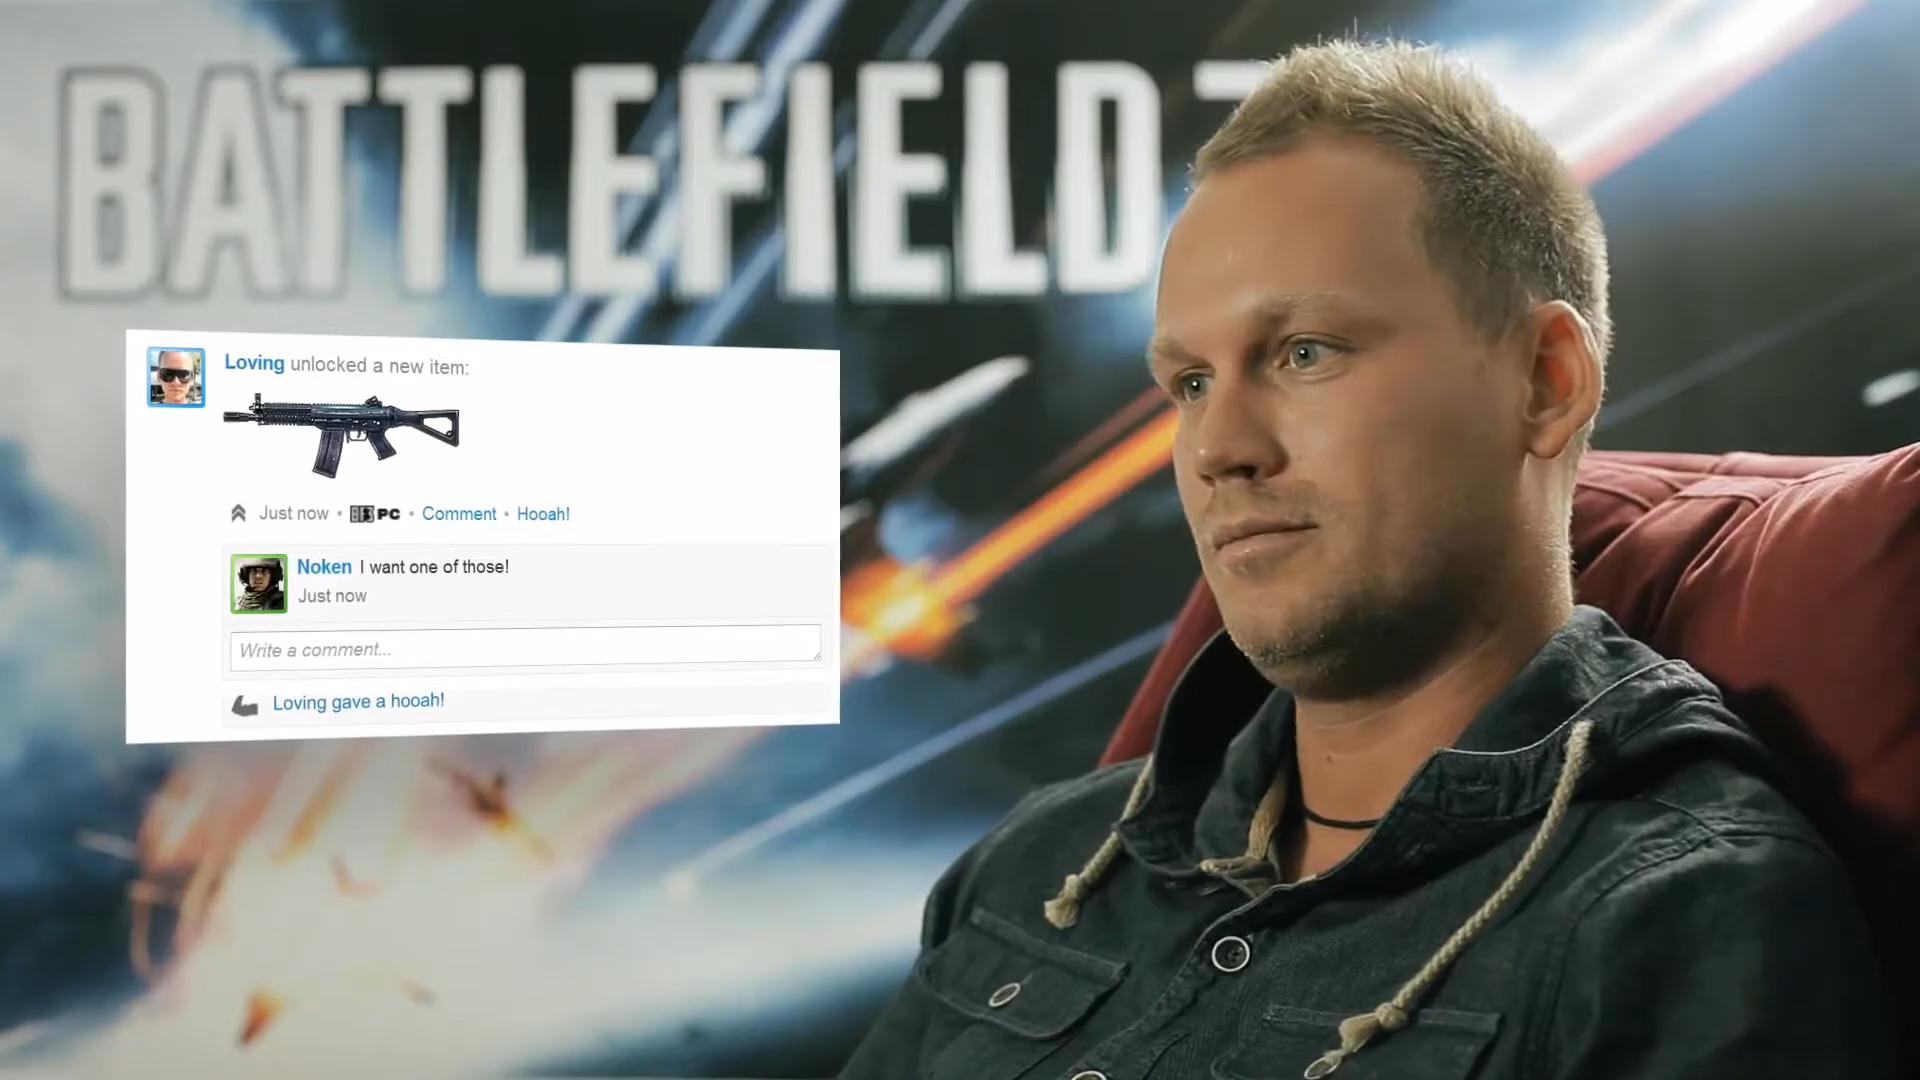 BATTLEFIELD
Loving unlocked a new item:
Just now • BF3 PC • Comment • Hooah!
Noken I want one of those!
Just now
Write a comment...
Loving gave a hooah!